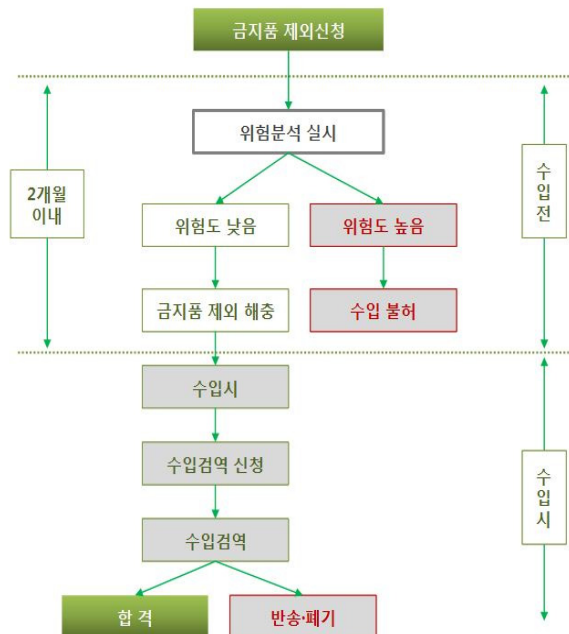 금지품 제외신청
위험분석 실시
2개월
이내
수
입
전
위험도 낮음
위험도 높음
금지품 제외 해충
수입 불허
수입시
수입검역 신청
수
입
시
수입검역
합 격
반송·폐기